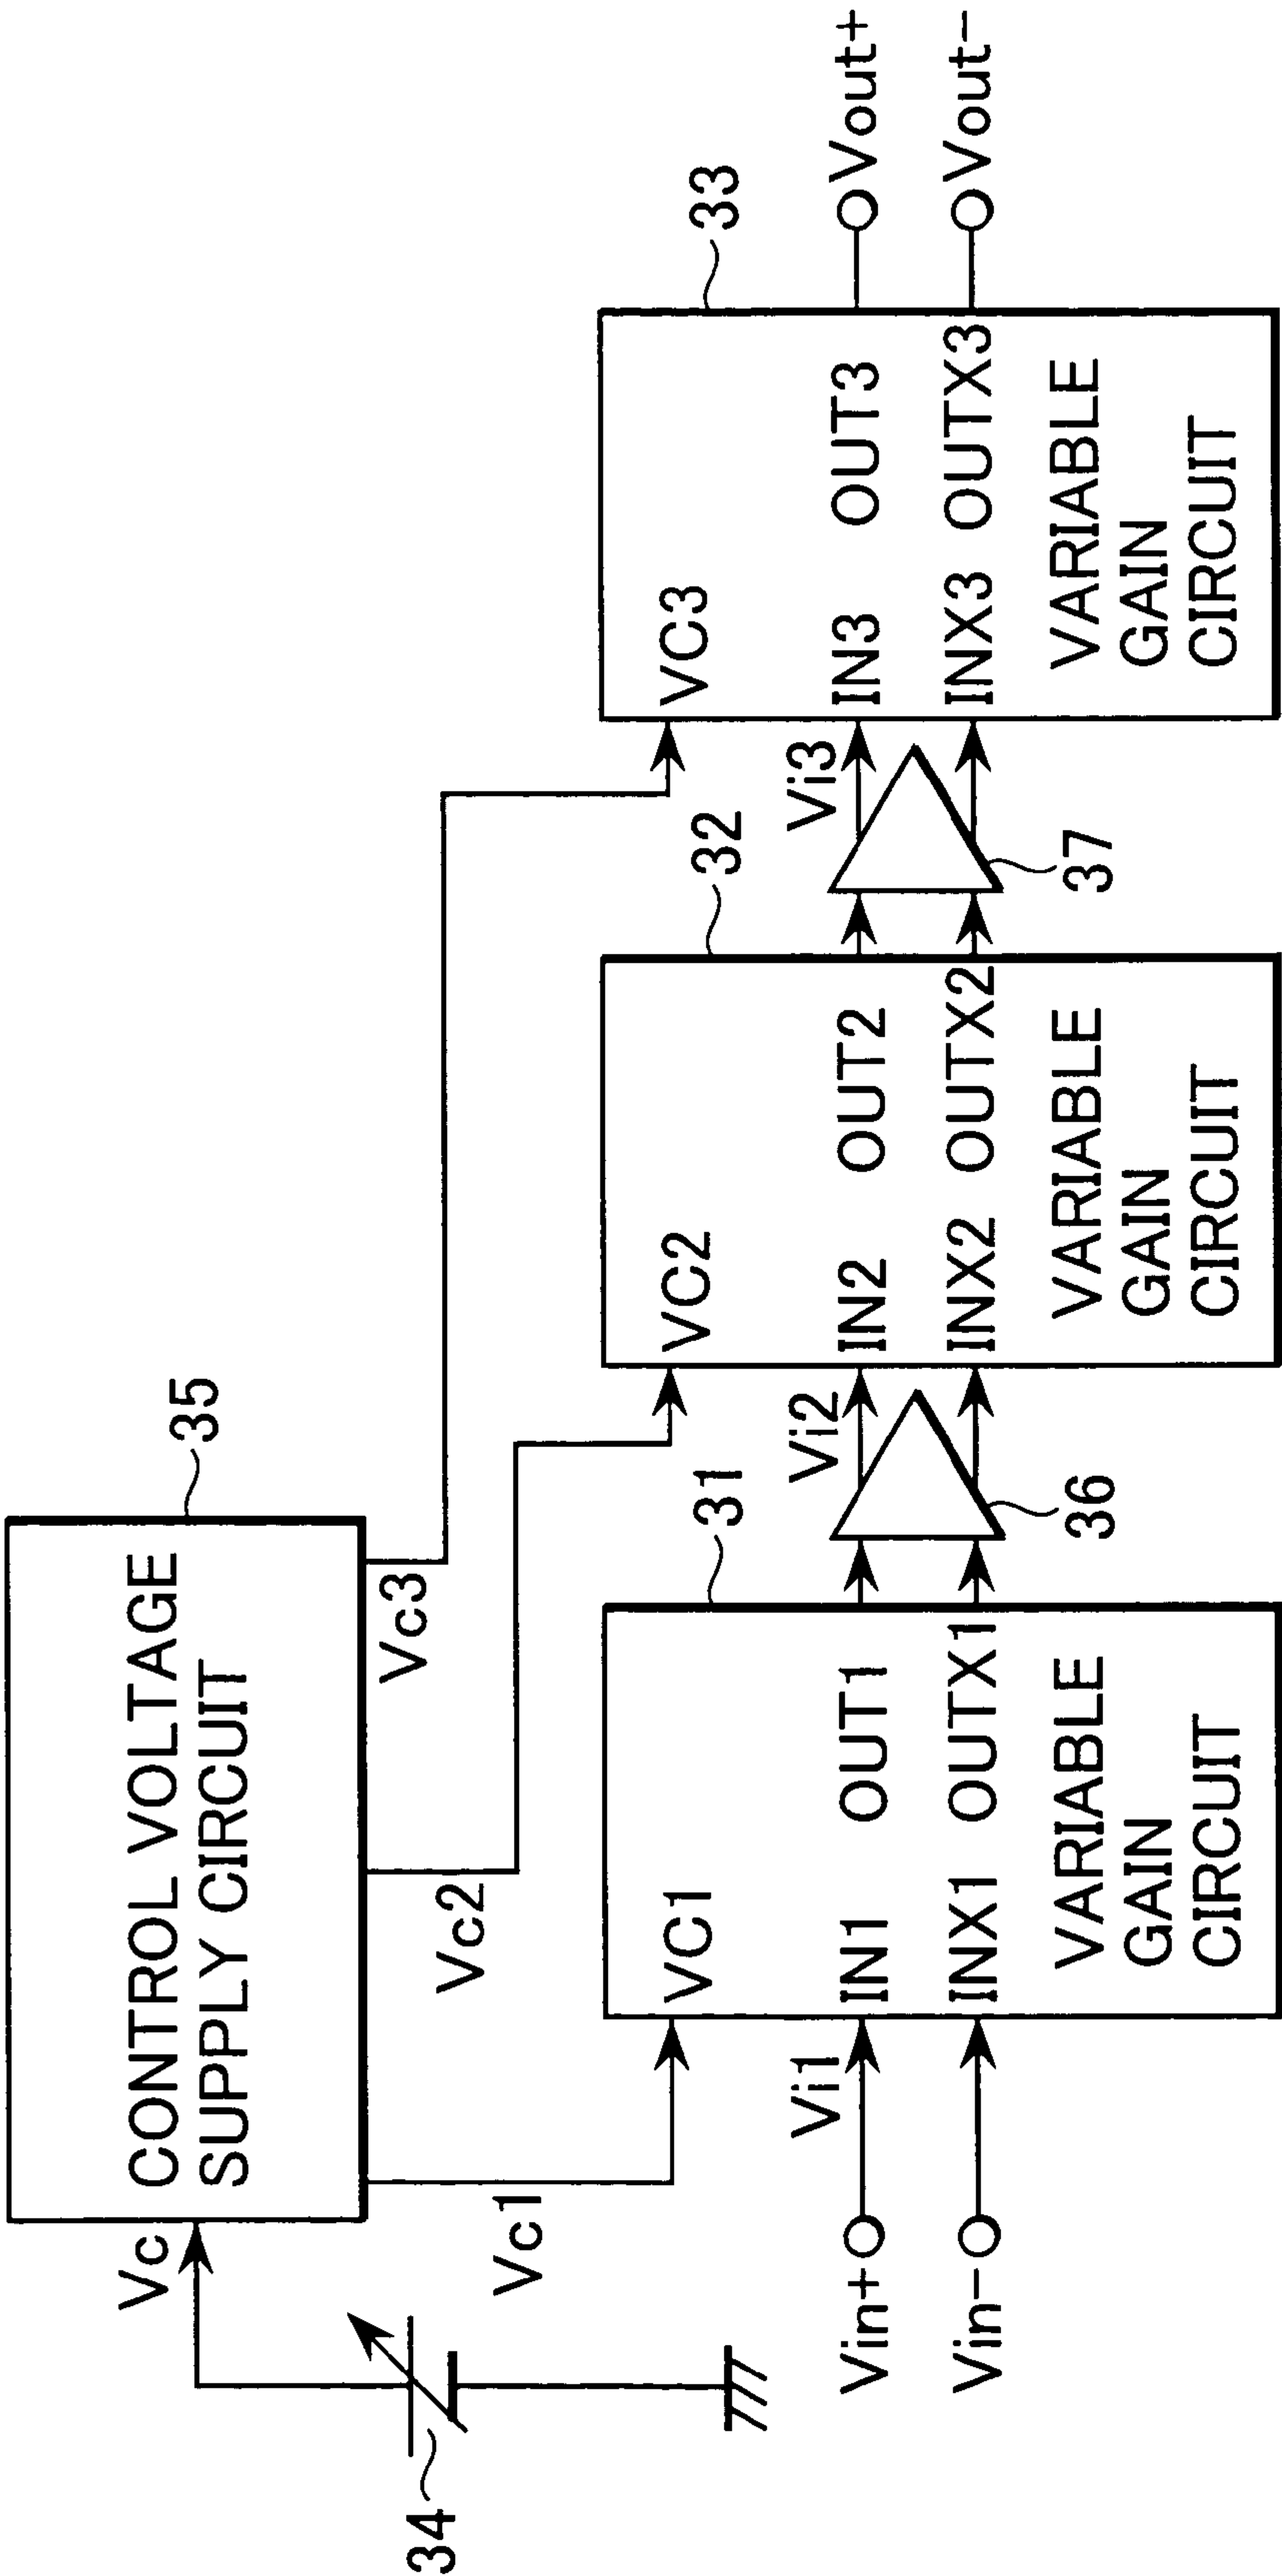 CONTROL VOLTAGE
SUPPLY CIRCUIT
35
Vc
34
Vc1
Vc2
Vc3
31
VC1
IN1 OUT1
INX1 OUTX1
VARIABLE
GAIN
CIRCUIT
Vin+
Vin−
Vi1
36
Vi2
32
VC2
IN2 OUT2
INX2 OUTX2
VARIABLE
GAIN
CIRCUIT
37
Vi3
33
VC3
IN3 OUT3
INX3 OUTX3
VARIABLE
GAIN
CIRCUIT
Vout+
Vout−